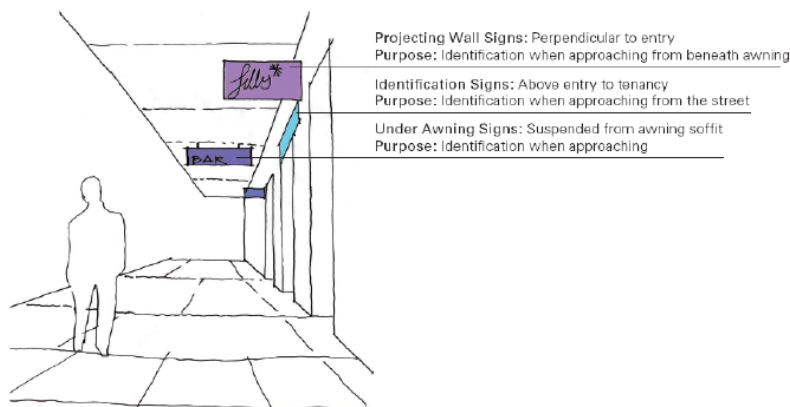 Projecting Wall Signs: Perpendicular to entry
Purpose: Identification when approaching from beneath awning
Identification Signs: Above entry to tenancy
Purpose: Identification when approaching from the street
Under Awning Signs: Suspended from awning soffit
Purpose: Identification when approaching
BAR